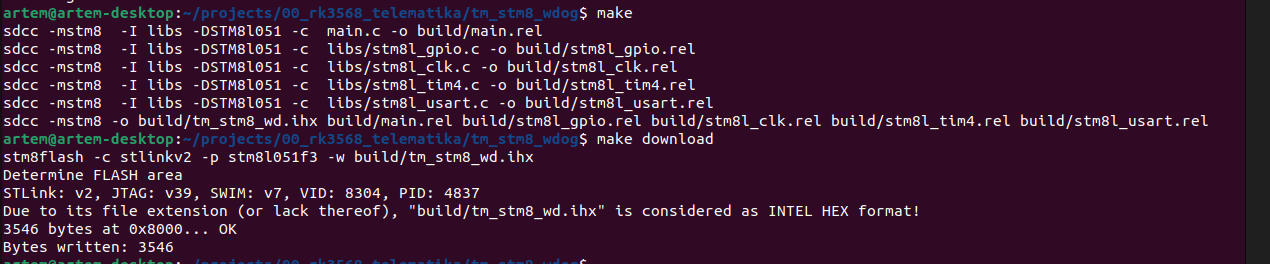 artem@artem-desktop:~/projects/00_rk3568_telematika/tm_stm8_wdog$ make
sdcc -mstm8  -I libs -DSTM8l051 -c  main.c -o build/main.rel
sdcc -mstm8  -I libs -DSTM8l051 -c  libs/stm8l_gpio.c -o build/stm8l_gpio.rel
sdcc -mstm8  -I libs -DSTM8l051 -c  libs/stm8l_clk.c -o build/stm8l_clk.rel
sdcc -mstm8  -I libs -DSTM8l051 -c  libs/stm8l_tim4.c -o build/stm8l_tim4.rel
sdcc -mstm8  -I libs -DSTM8l051 -c  libs/stm8l_usart.c -o build/stm8l_usart.rel
sdcc -mstm8 -o build/tm_stm8_wd.ihx build/main.rel build/stm8l_gpio.rel build/stm8l_clk.rel build/stm8l_tim4.rel build/stm8l_usart.rel
artem@artem-desktop:~/projects/00_rk3568_telematika/tm_stm8_wdog$ make download
stm8flash -c stlinkv2 -p stm8l051f3 -w build/tm_stm8_wd.ihx
Determine FLASH area
STLink: v2, JTAG: v39, SWIM: v7, VID: 8304, PID: 4837
Due to its file extension (or lack thereof), "build/tm_stm8_wd.ihx" is considered as INTEL HEX format!
3546 bytes at 0x8000... OK
Bytes written: 3546
artem@artem-desktop:~/projects/00_rk3568_telematika/tm_stm8_wdog$